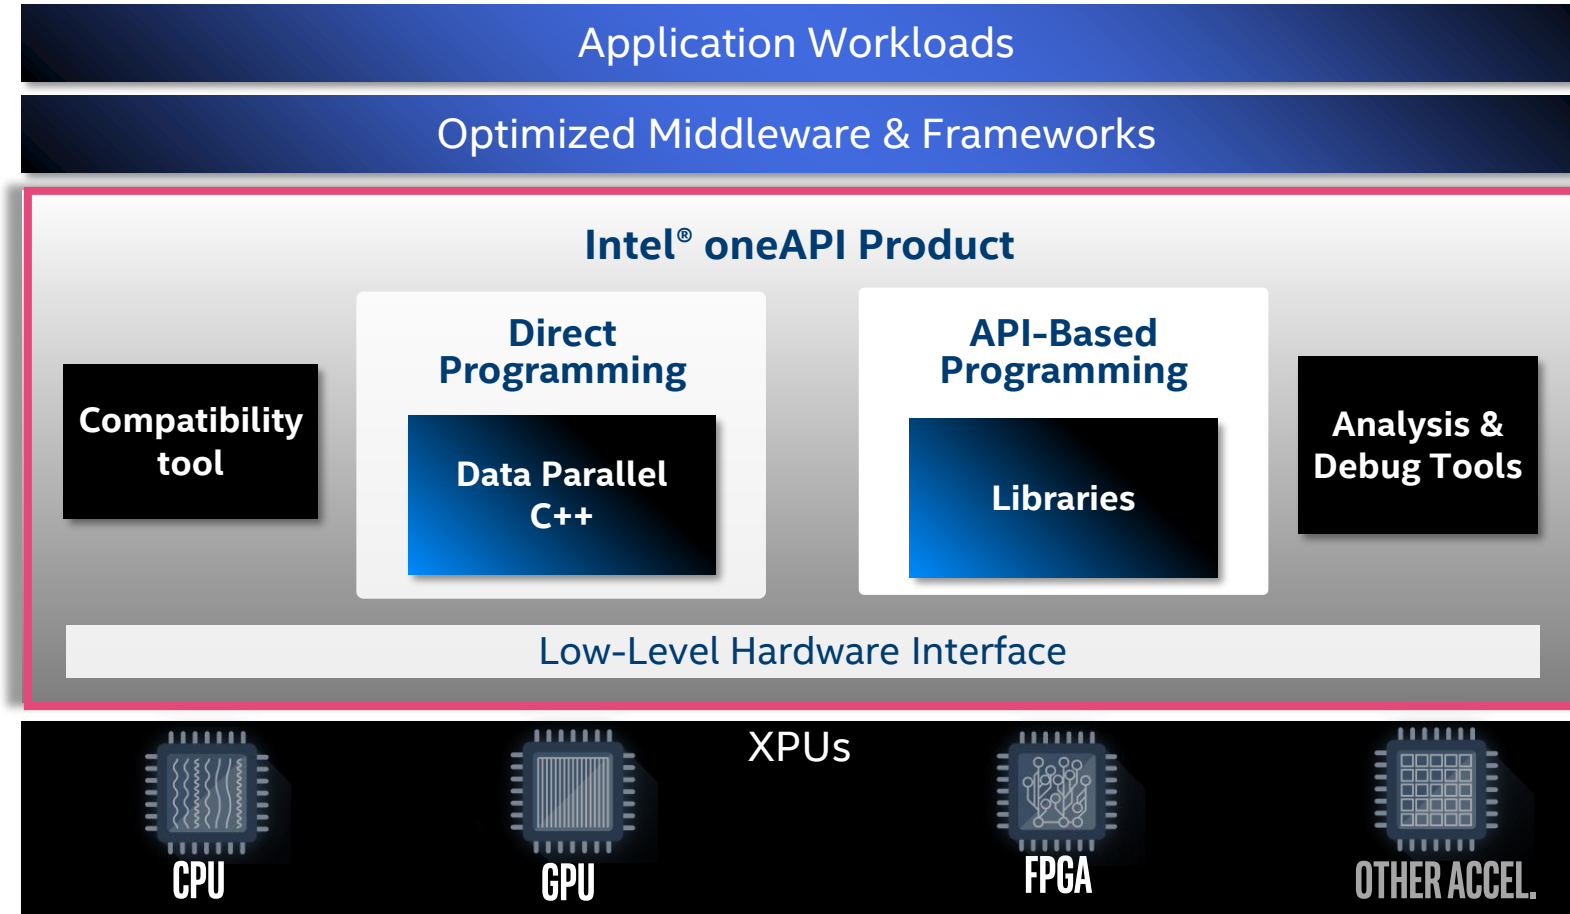 Application Workloads
Optimized Middleware & Frameworks
Intel® oneAPI Product
Direct
Programming
API-Based
Programming
Compatibility
tool
Data Parallel
C++
Libraries
Analysis &
Debug Tools
Low-Level Hardware Interface
XPUs
CPU
GPU
FPGA
OTHER ACCEL.